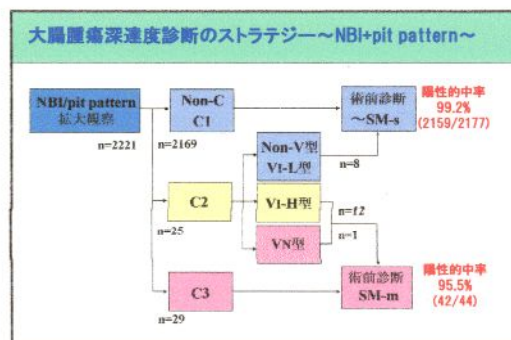 大腸腫瘍深達度診断のストラテジー～NBI+pit pattern～
NBI/pit pattern
拡大観察
n=2221
Non-C
C1
n=2169
術前診断
～SM-s
陽性的中率
99.2%
(2159/2177)
Non-V型
VI-L型
n=8
C2
n=25
VI-H型
n=12
VN型
n=1
C3
n=29
術前診断
SM-m
陽性的中率
95.5%
(42/44)